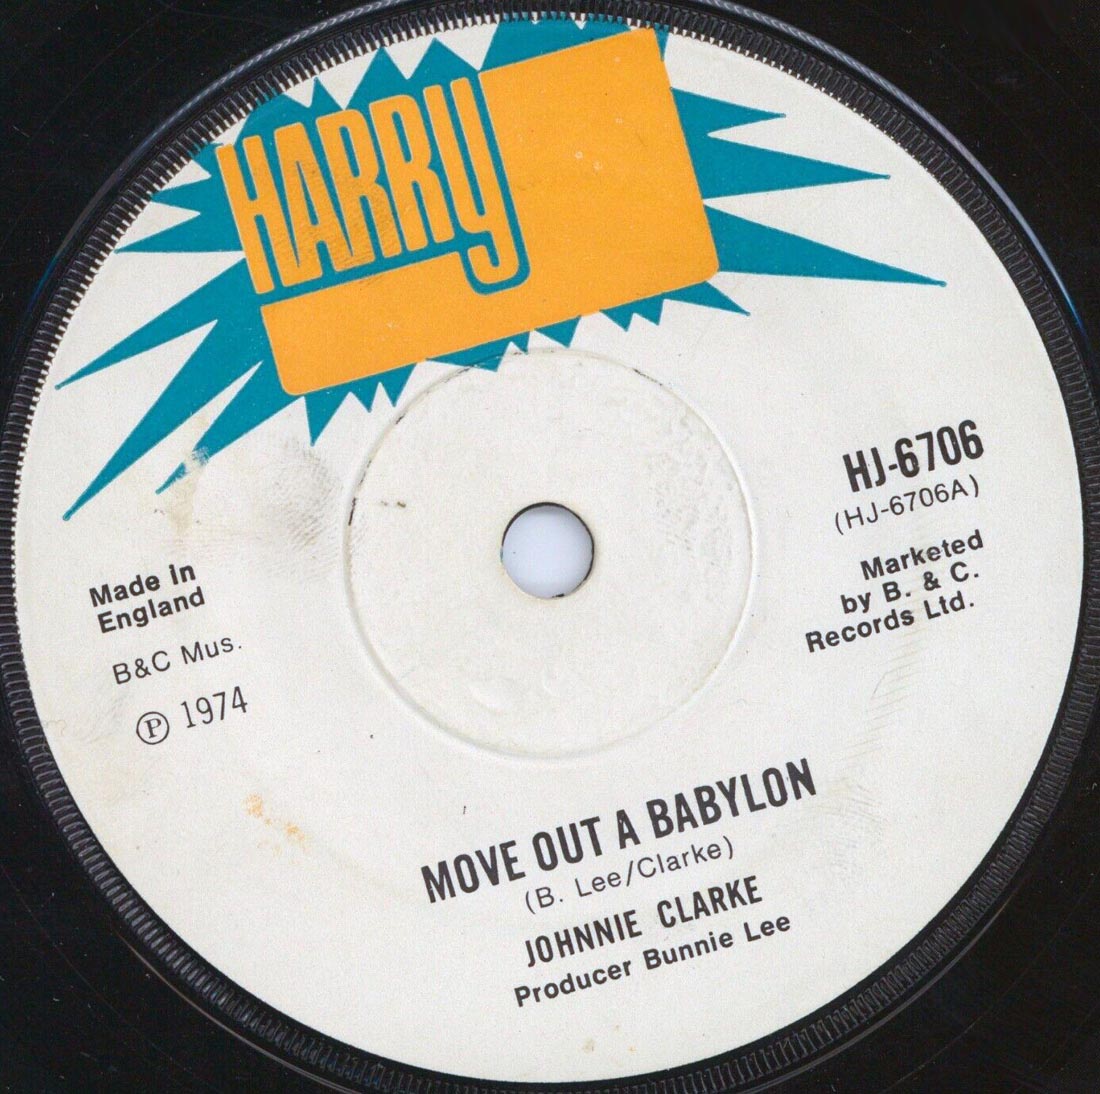 HARRY
HJ-6706
(HJ-6706A)
Marketed
by B. & C.
Records Ltd.
Made In
England
B&C Mus.
Ⓟ 1974
MOVE OUT A BABYLON
(B. Lee/Clarke)
JOHNNIE CLARKE
Producer Bunnie Lee